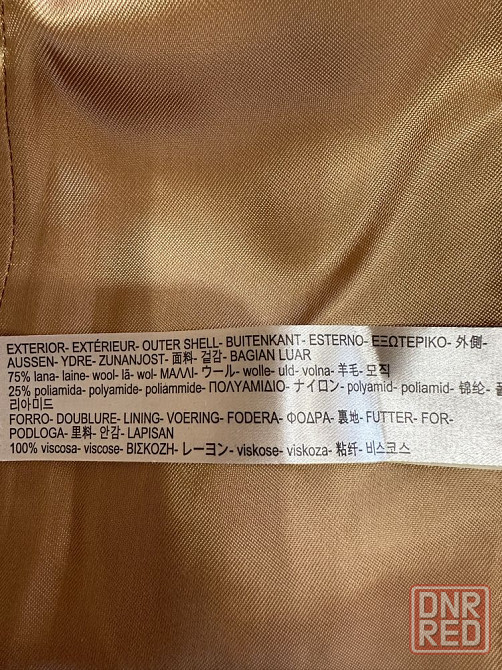 EXTERIOR- EXTÉRIEUR- OUTER SHELL- BUITENKANT- ESTERNO- ΕΞΩΤΕΡΙΚΟ- 外側-
AUSSEN- YDRE- ZUNANJOST- 面料- 겉감- BAGIAN LUAR
75% lana- laine- wool- lã- wol- ΜΑΛΛΙ- ウール- wolle- uld- volna- 羊毛- 모직
25% poliamida- polyamide- poliammide- ΠΟΛΥΑΜΙΔΙΟ- ナイロン- polyamid- poliamid- 锦纶-
리아미드
FORRO- DOUBLURE- LINING- VOERING- FODERA- ΦΟΔΡΑ- 裏地- FUTTER- FOR-
PODLOGA- 里料- 안감- LAPISAN
100% viscosa- viscose- ΒΙΣΚΟΖΗ- レーヨン- viskose- viskoza- 粘纤- 비스코스
DNR
RED